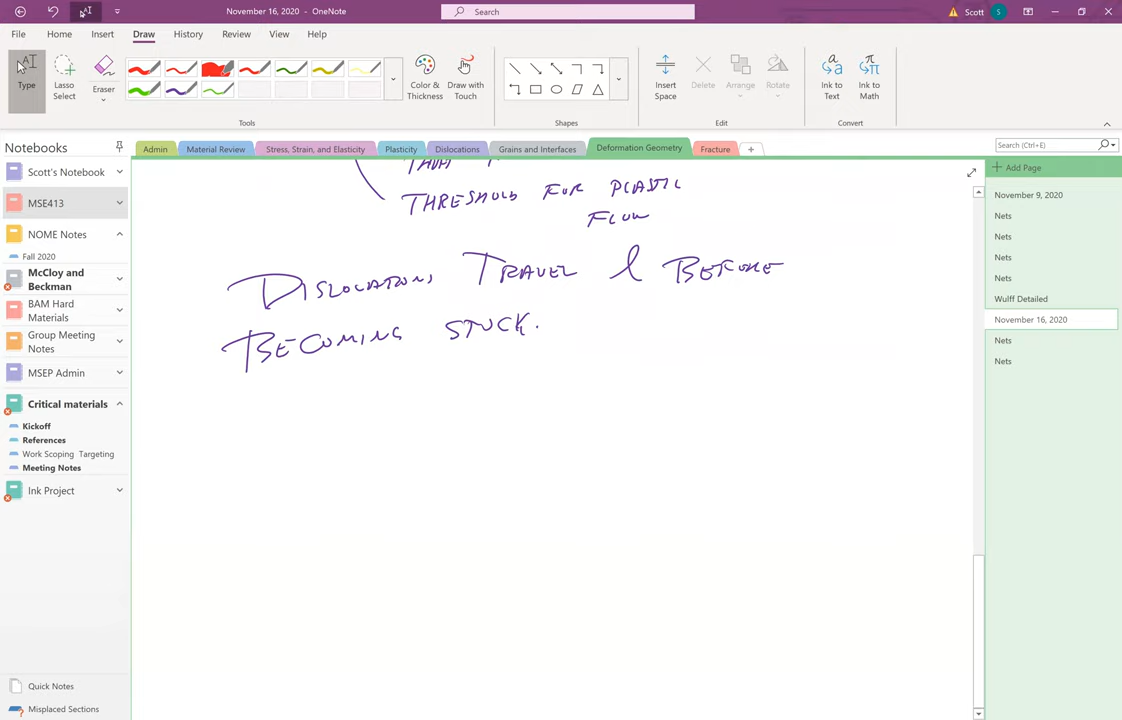 November 16, 2020 - OneNote
Search
Scott
S
File
Home
Insert
Draw
History
Review
View
Help
Type
Lasso Select
Eraser
Color & Thickness
Draw with Touch
Insert Space
Delete
Arrange
Rotate
Ink to Text
Ink to Math
Tools
Shapes
Edit
Convert
Notebooks
Admin
Material Review
Stress, Strain, and Elasticity
Plasticity
Dislocations
Grains and Interfaces
Deformation Geometry
Fracture
Search (Ctrl+E)
Scott's Notebook
MSE413
NOME Notes
Fall 2020
McCloy and Beckman
BAM Hard Materials
Group Meeting Notes
MSEP Admin
Critical materials
Kickoff
References
Work Scoping Targeting
Meeting Notes
Ink Project
Quick Notes
Misplaced Sections
THRESHOLD FOR PLASTIC
FLOW
DISLOCATIONS TRAVEL l BEFORE
BECOMING STUCK.
Add Page
November 9, 2020
Nets
Nets
Nets
Nets
Wulff Detailed
November 16, 2020
Nets
Nets